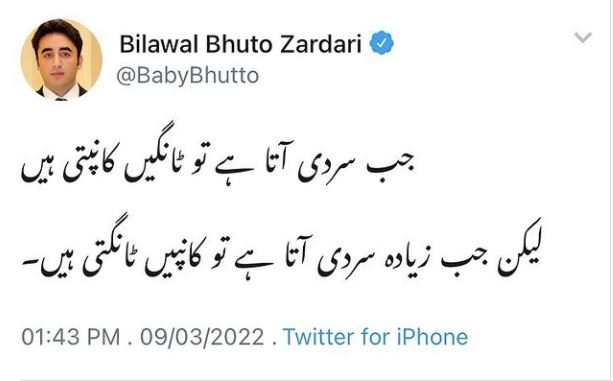 Bilawal Bhuto Zardari
@BabyBhutto
جب سردی آتا ہے تو ٹانگیں کانپتی ہیں
لیکن جب زیادہ سردی آتا ہے تو کانپیں ٹانگتی ہیں۔
01:43 PM . 09/03/2022 . Twitter for iPhone